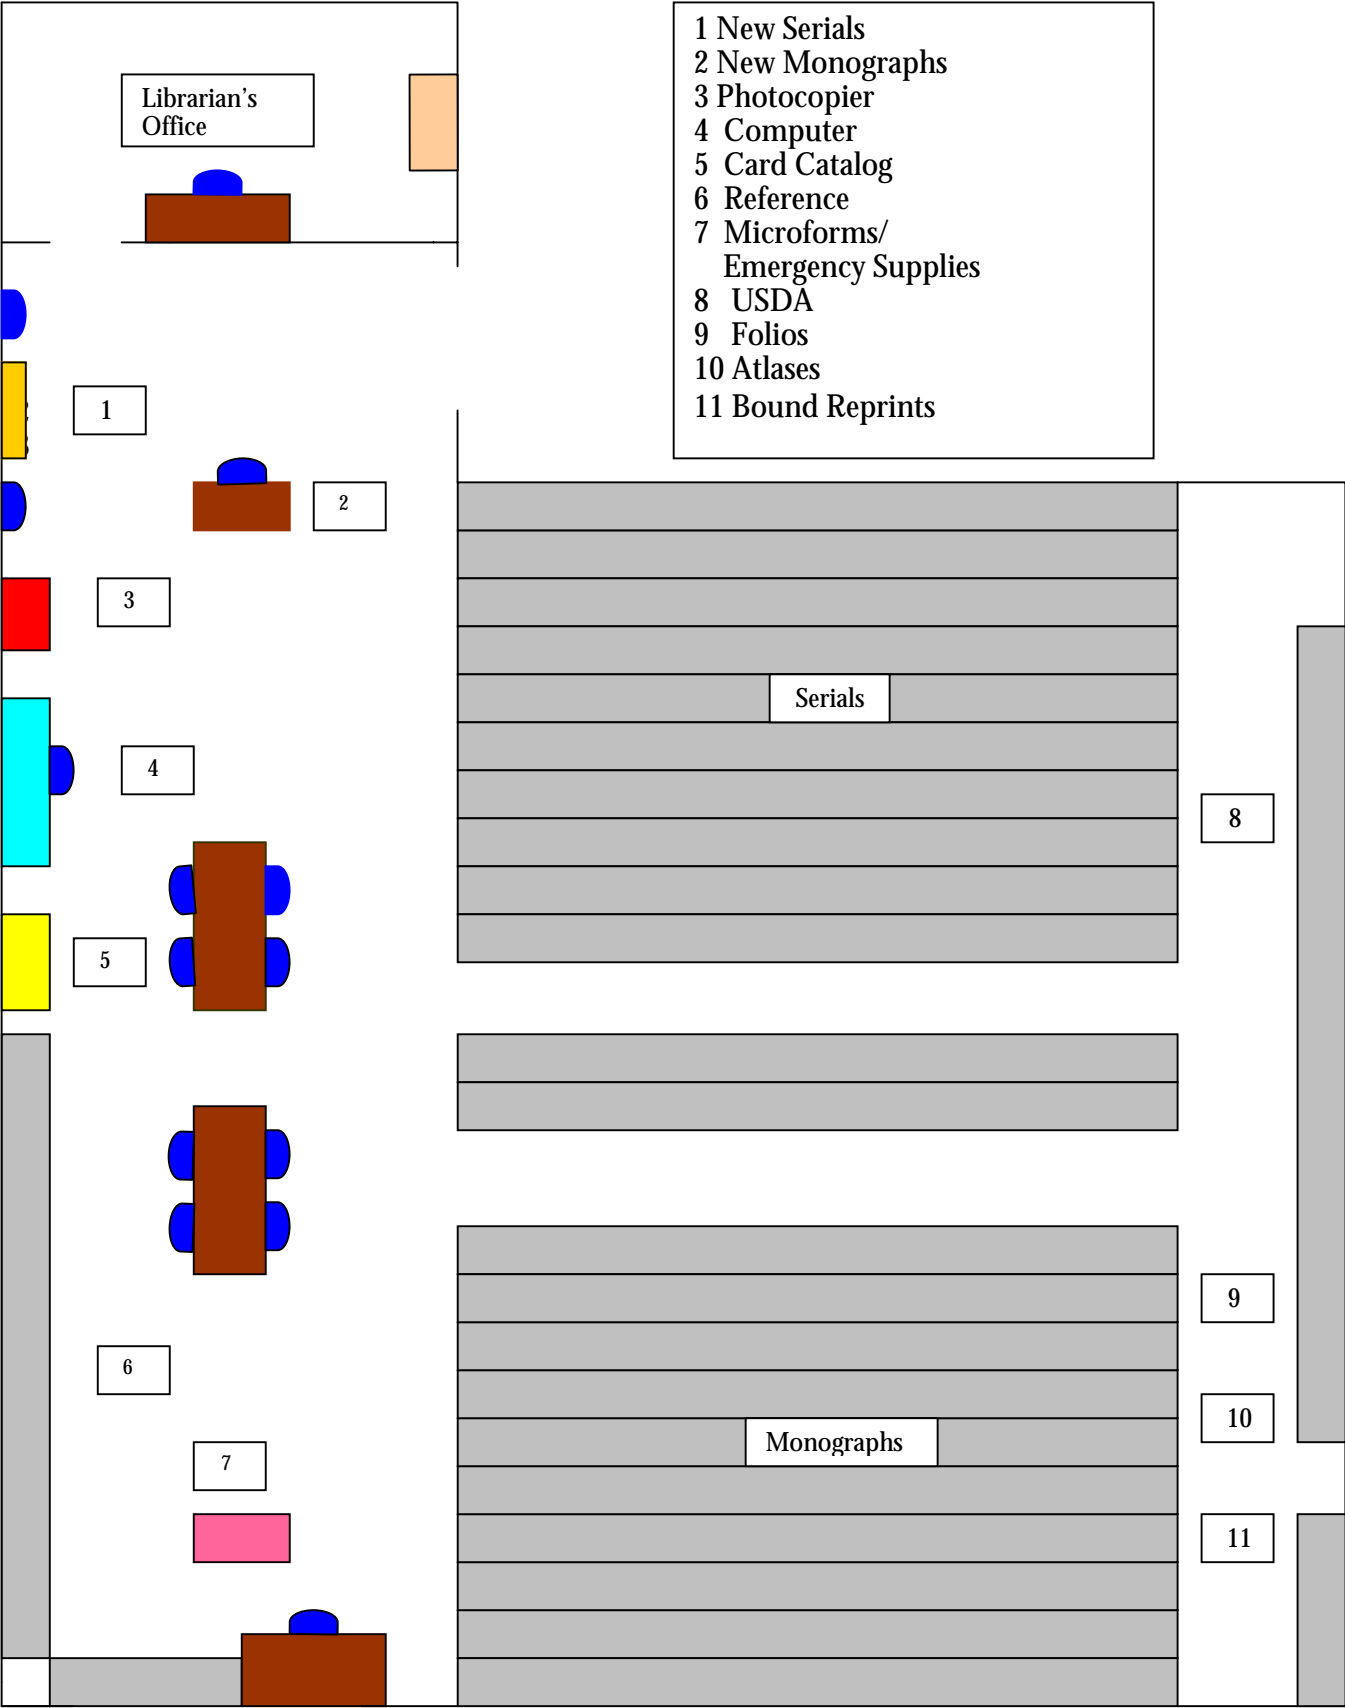 Librarian's
Office
1 New Serials
2 New Monographs
3 Photocopier
4 Computer
5 Card Catalog
6 Reference
7 Microforms/
Emergency Supplies
8 USDA
9 Folios
10 Atlases
11 Bound Reprints
1
2
3
Serials
4
8
5
9
6
10
Monographs
7
11